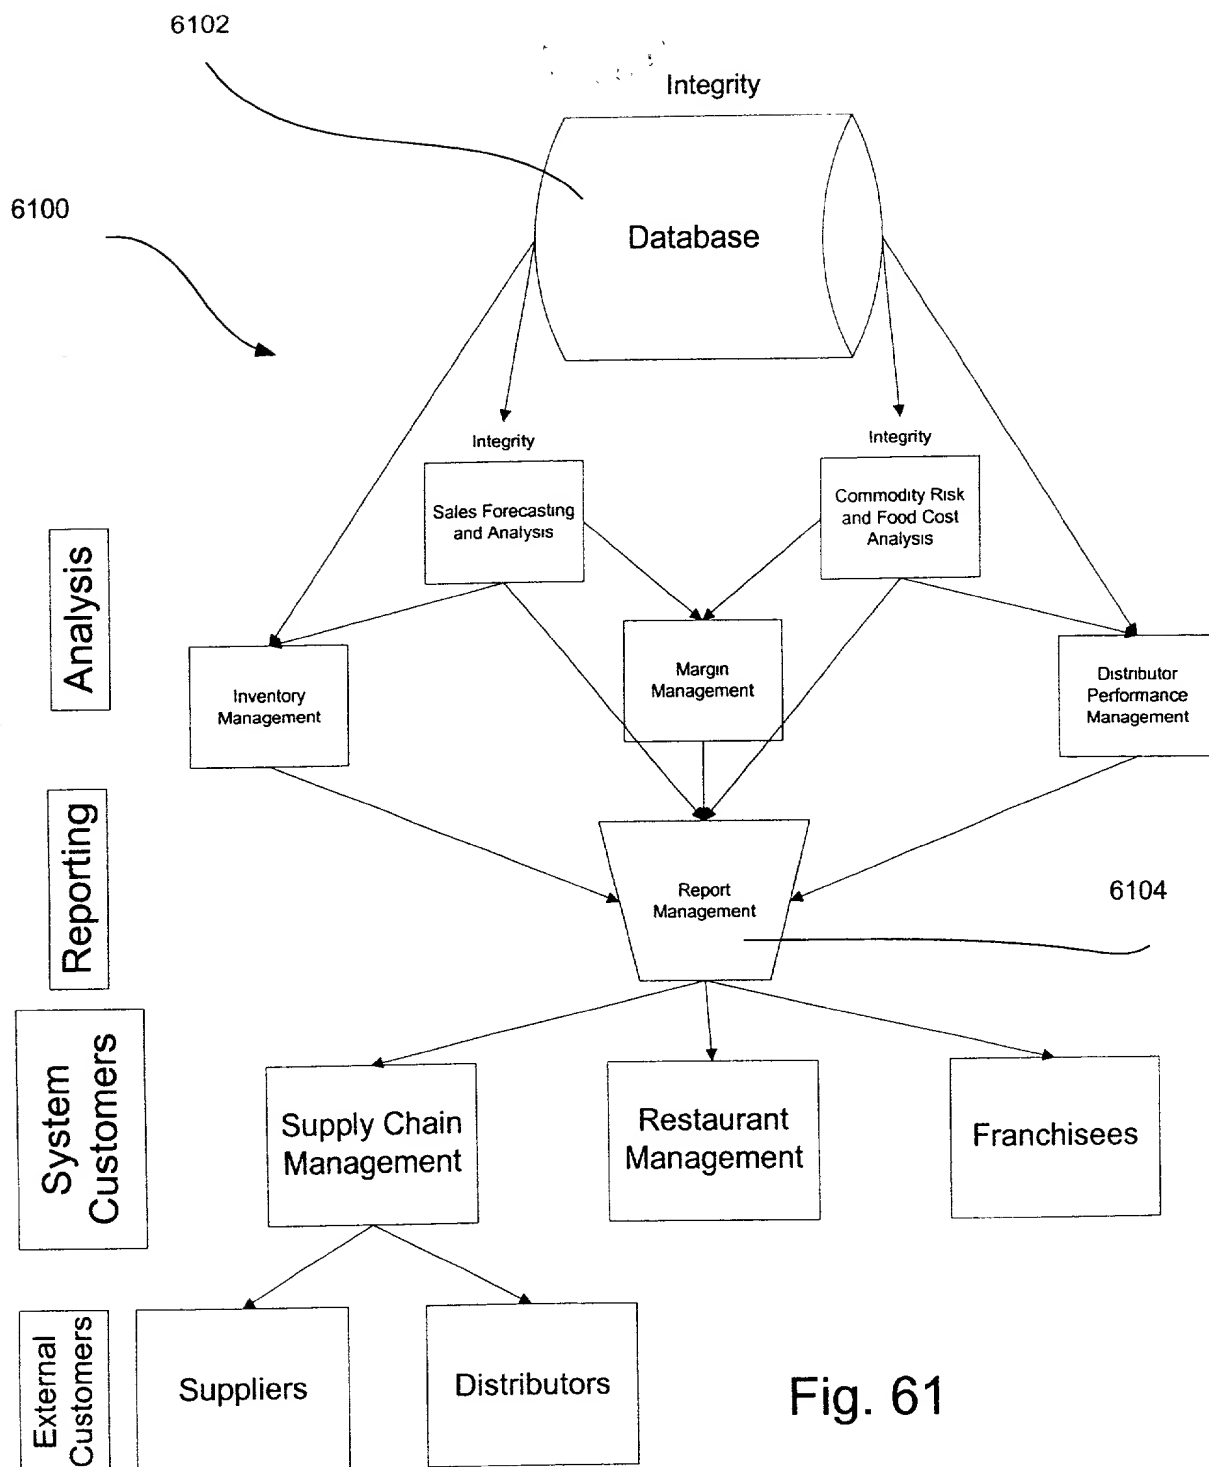 6102
Integrity
6100
Database
Integrity
Integrity
Sales Forecasting
and Analysis
Commodity Risk
and Food Cost
Analysis
Analysis
Inventory
Management
Margin
Management
Distributor
Performance
Management
Reporting
Report
Management
6104
System
Customers
Supply Chain
Management
Restaurant
Management
Franchisees
External
Customers
Suppliers
Distributors
Fig. 61